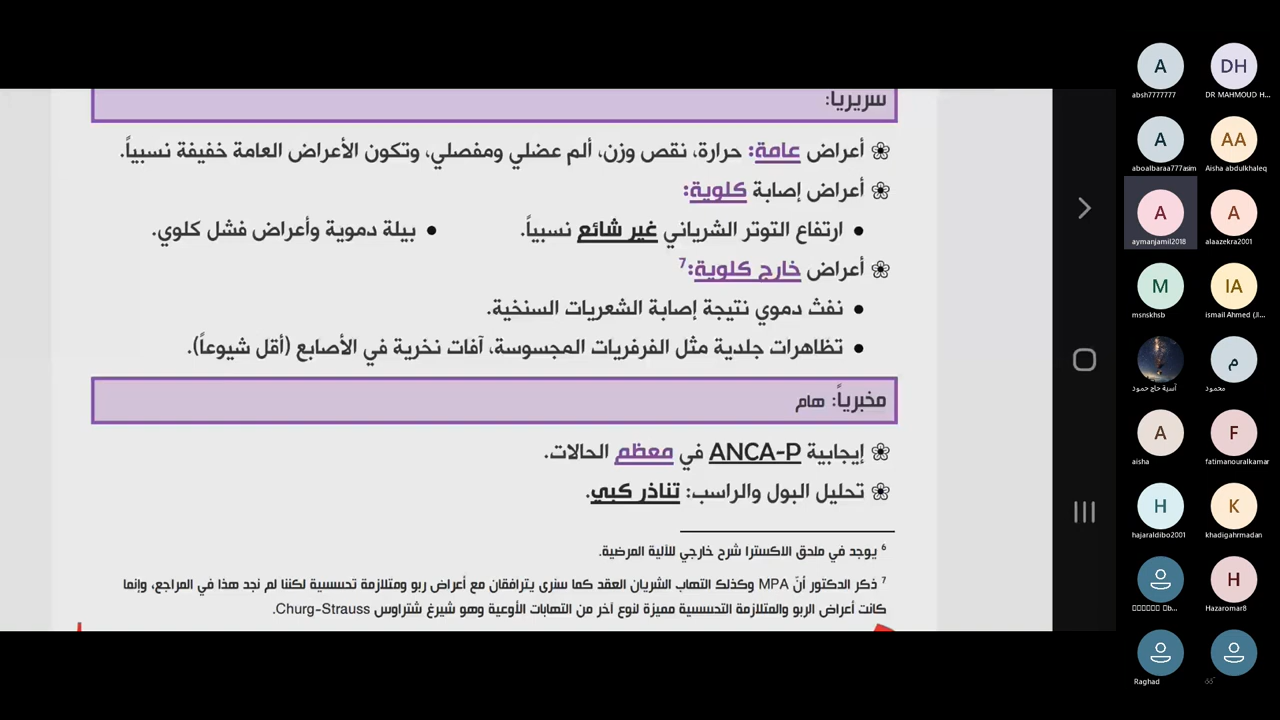 سريرياً:
أعراض عامة: حرارة، نقص وزن، ألم عضلي ومفصلي، وتكون الأعراض العامة خفيفة نسبياً.
أعراض إصابة كلوية:
ارتفاع التوتر الشرياني غير شائع نسبياً. • بيلة دموية وأعراض فشل كلوي.
أعراض خارج كلوية:7
نفث دموي نتيجة إصابة الشعريات السنخية.
تظاهرات جلدية مثل الفرفريات المجسوسة، آفات نخرية في الأصابع (أقل شيوعاً).
مخبرياً: هام
إيجابية ANCA-P في معظم الحالات.
تحليل البول والراسب: تناذر كبي.
6 يوجد في ملحق الاكسترا شرح خارجي للآلية المرضية.
7 ذكر الدكتور أنّ MPA وكذلك التهاب الشريان العقد كما سنرى يترافقان مع أعراض ربو ومتلازمة تحسسية لكننا لم نجد هذا في المراجع، وإنما
كانت أعراض الربو والمتلازمة التحسسية مميزة لنوع آخر من التهابات الأوعية وهو شيرغ شتراوس Churg-Strauss.
A
absh7777777
DH
DR MAHMOUD H...
A
aboalbaraa777asim
AA
Aisha abdulkhaleq
A
aymanjamil2018
A
alaazekra2001
M
msnskhsb
IA
ismail Ahmed (Jl...
آسية حاج حمود
م
محمود
A
aisha
F
fatimanouralkamar
H
hajaraldibo2001
K
khadigahrmadan
H
Hazaromar8
Raghad